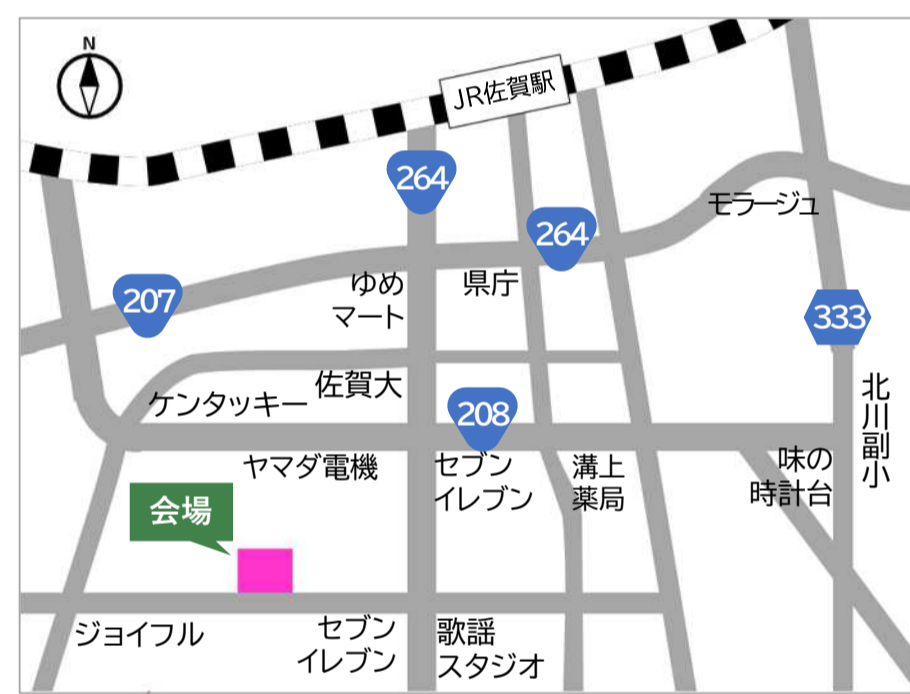 N
JR佐賀駅
264
モラージュ
264
ゆめ
マート
県庁
207
333
佐賀大
ケンタッキー
208
北川副小
ヤマダ電機
セブン
イレブン
溝上
薬局
味の
時計台
会場
ジョイフル
セブン
イレブン
歌謡
スタジオ